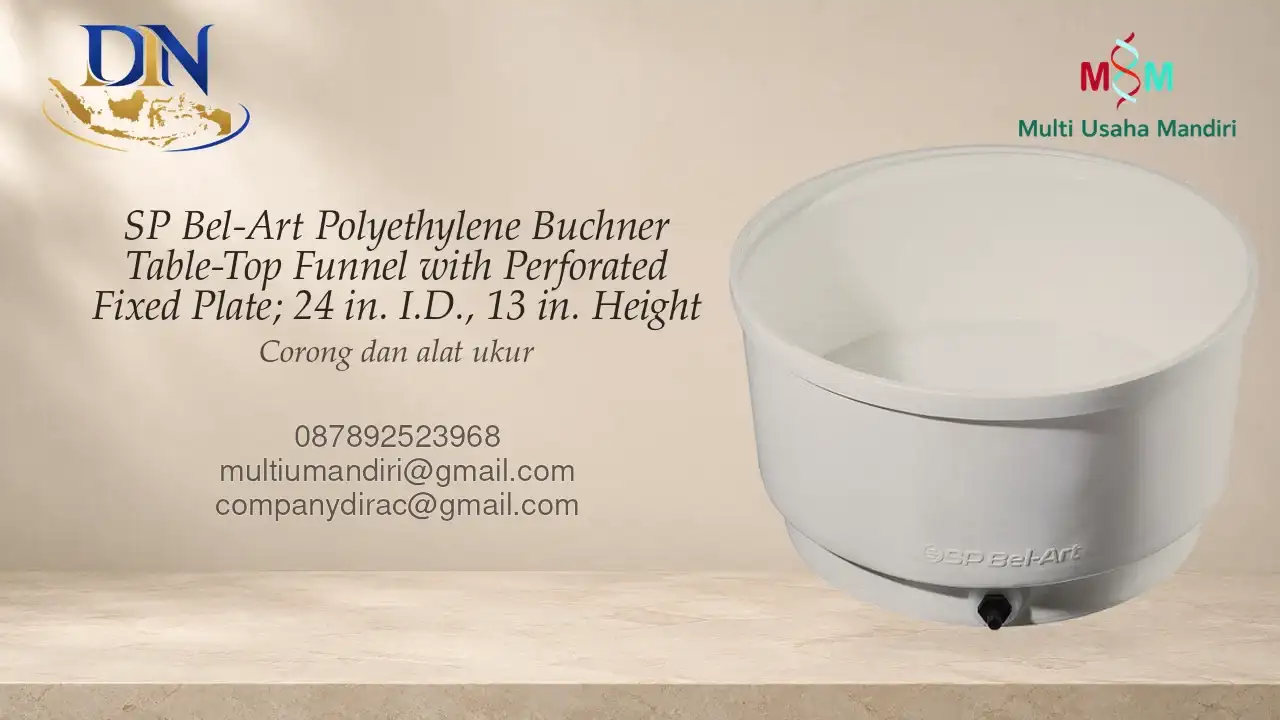 DN
M M
Multi Usaha Mandiri
SP Bel-Art Polyethylene Buchner
Table-Top Funnel with Perforated
Fixed Plate; 24 in. I.D., 13 in. Height
Corong dan alat ukur
087892523968
multiumandiri@gmail.com
companydirac@gmail.com
SP Bel-Art